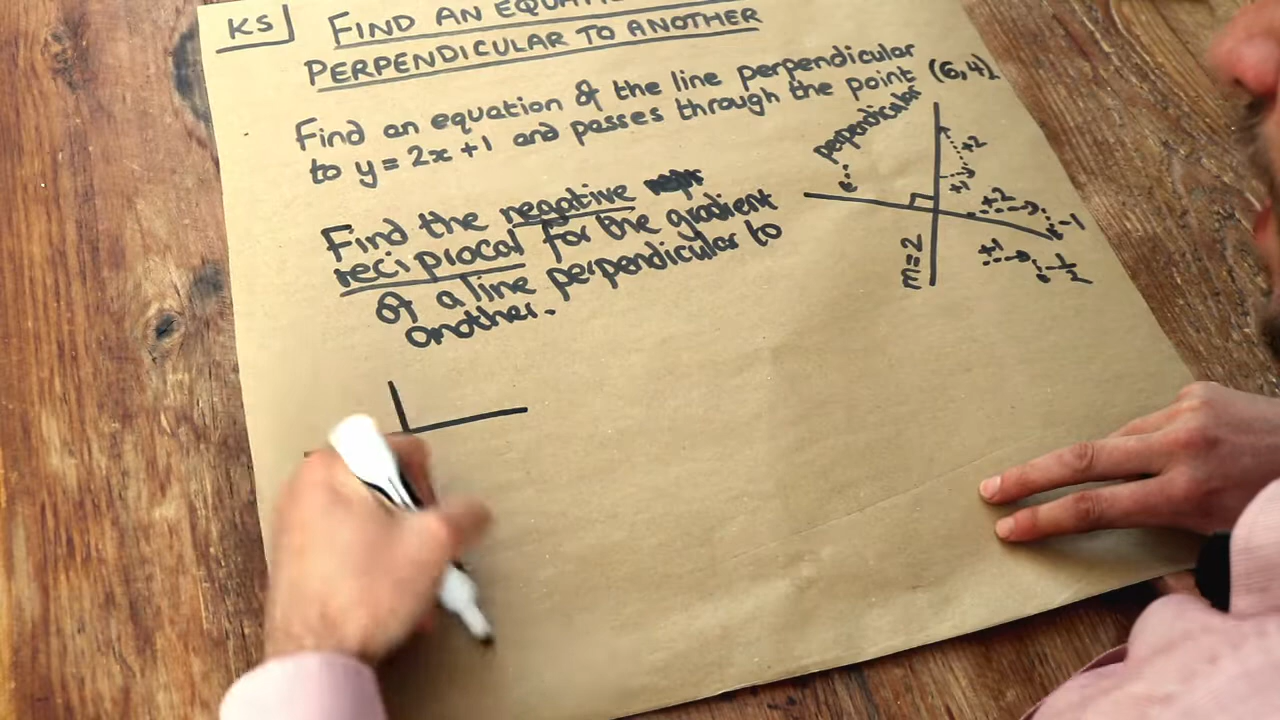 KS
FIND AN EQUATI
PERPENDICULAR TO ANOTHER
Find an equation of the line perpendicular
to y = 2x + 1 and passes through the point (6,4).
Find the negative
reciprocal for the gradient
of a line perpendicular to
another.
perpendicular
+2
+1
+2
-1
+1
-1/2
m=2